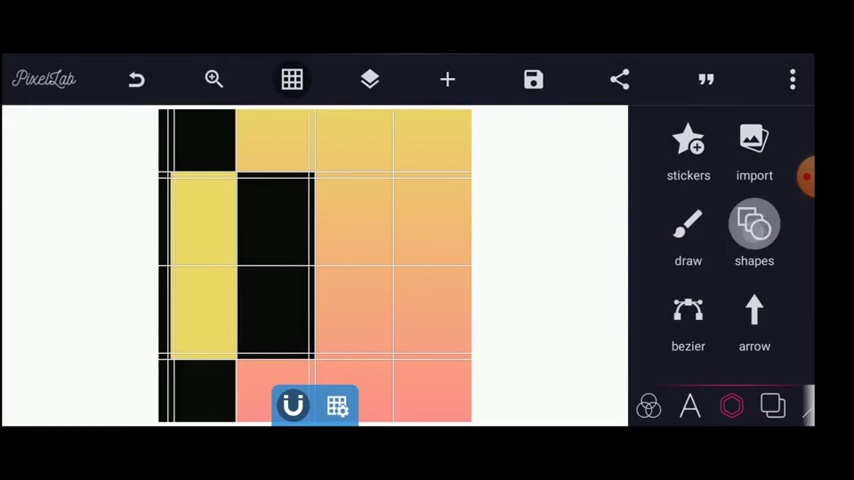 PixelLab
stickers
import
draw
shapes
bezier
arrow